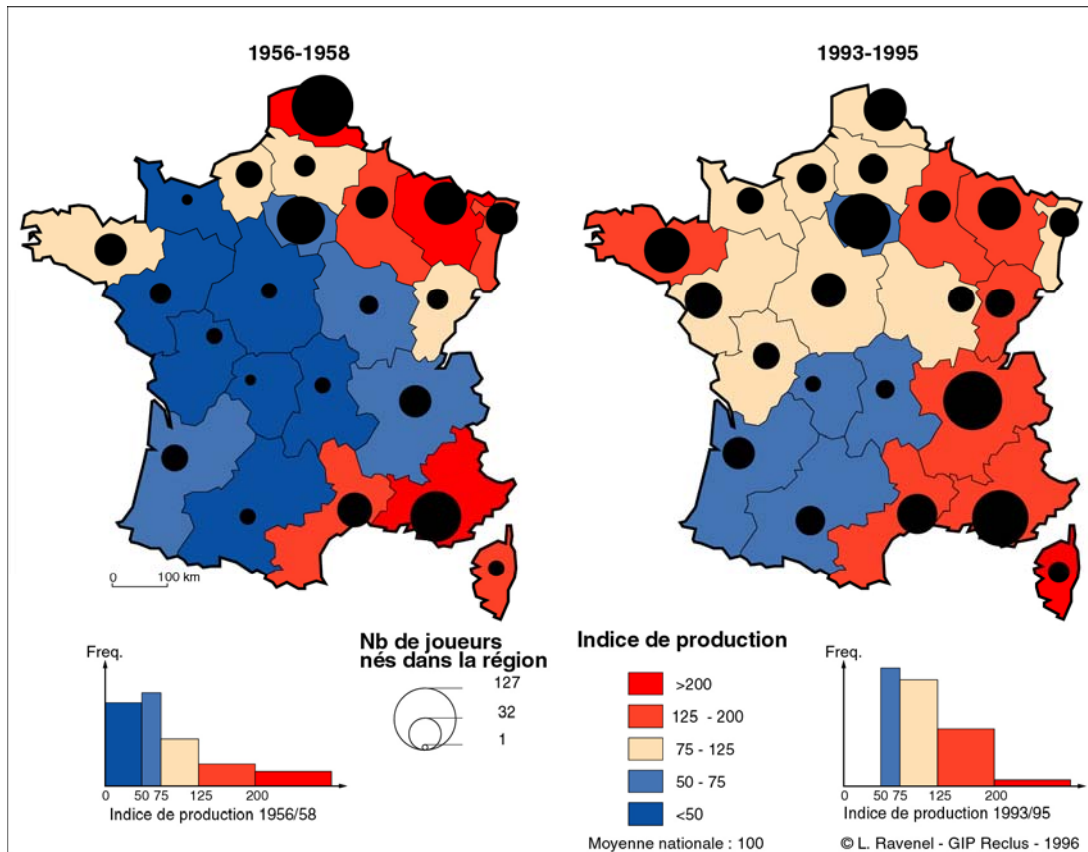 1956-1958
1993-1995
0 100 km
Freq.
0 50 75 125 200
Indice de production 1956/58
Nb de joueurs
nés dans la région
127
32
1
Indice de production
>200
125 - 200
75 - 125
50 - 75
<50
Moyenne nationale : 100
Freq.
0 50 75 125 200
Indice de production 1993/95
© L. Ravenel - GIP Reclus - 1996